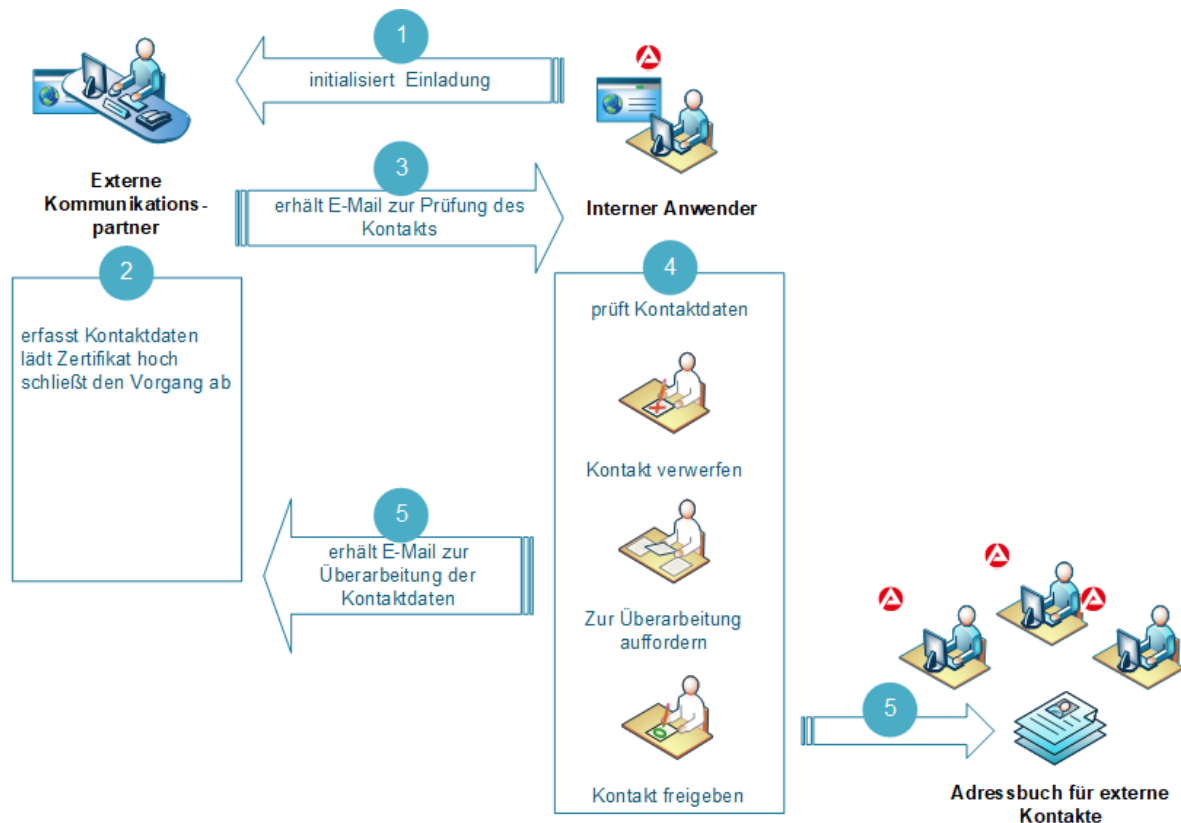 1
initialisiert Einladung
Externe
Kommunikations-
partner
3
erhält E-Mail zur Prüfung des
Kontakts
Interner Anwender
2
erfasst Kontaktdaten
lädt Zertifikat hoch
schließt den Vorgang ab
4
prüft Kontaktdaten
Kontakt verwerfen
5
erhält E-Mail zur
Überarbeitung der
Kontaktdaten
Zur Überarbeitung
auffordern
Kontakt freigeben
5
Adressbuch für externe
Kontakte